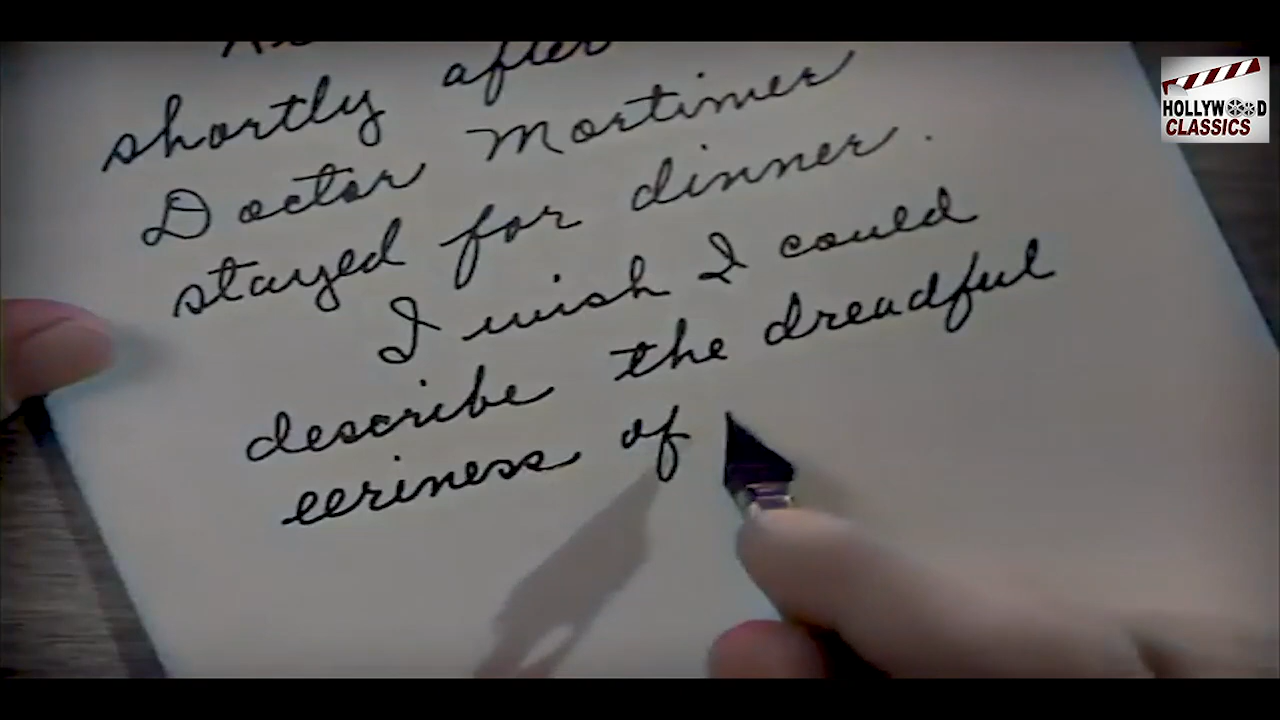 shortly after
Doctor Mortimer
stayed for dinner.
I wish I could
describe the dreadful
eeriness of
HOLLYWOOD
CLASSICS